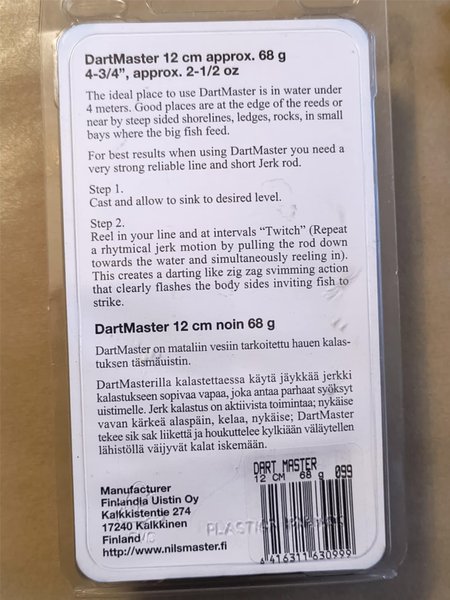 DartMaster 12 cm approx. 68 g
4-3/4”, approx. 2-1/2 oz
The ideal place to use DartMaster is in water under
4 meters. Good places are at the edge of the reeds or
near by steep sided shorelines, ledges, rocks, in small
bays where the big fish feed.
For best results when using DartMaster you need a
very strong reliable line and short Jerk rod.
Step 1.
Cast and allow to sink to desired level.
Step 2.
Reel in your line and at intervals “Twitch” (Repeat
a rhytmical jerk motion by pulling the rod down
towards the water and simultaneously reeling in).
This creates a darting like zig zag svimming action
that clearly flashes the body sides inviting fish to
strike.
DartMaster 12 cm noin 68 g
DartMaster on mataliin vesiin tarkoitettu hauen kalas-
tuksen täsmäuistin.
DartMasterilla kalastettaessa käytä jäykkää jerkki
kalastukseen sopivaa vapaa, joka antaa parhaat syöksyt
uistimelle. Jerk kalastus on aktiivista toimintaa; nykäise
vavan kärkeä alaspäin, kelaa, nykäise; DartMaster
tekee sik sak liikettä ja houkuttelee kylkiään väläytellen
lähistöllä väijyvät kalat iskemään.
Manufacturer
Finlandia Uistin Oy
Kalkkistentie 274
17240 Kalkkinen
Finland
http://www.nilsmaster.fi
DART MASTER
12 CM 68 g 099
6 416311 630999